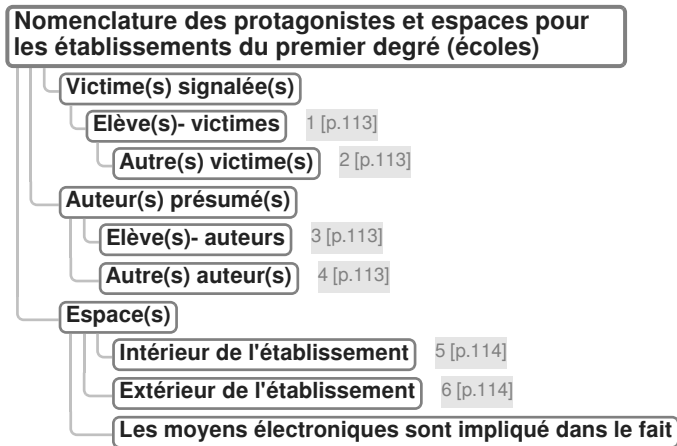 Nomenclature des protagonistes et espaces pour
les établissements du premier degré (écoles)
Victime(s) signalée(s)
Elève(s)- victimes 1 [p.113]
Autre(s) victime(s) 2 [p.113]
Auteur(s) présumé(s)
Elève(s)- auteurs 3 [p.113]
Autre(s) auteur(s) 4 [p.113]
Espace(s)
Intérieur de l'établissement 5 [p.114]
Extérieur de l'établissement 6 [p.114]
Les moyens électroniques sont impliqué dans le fait